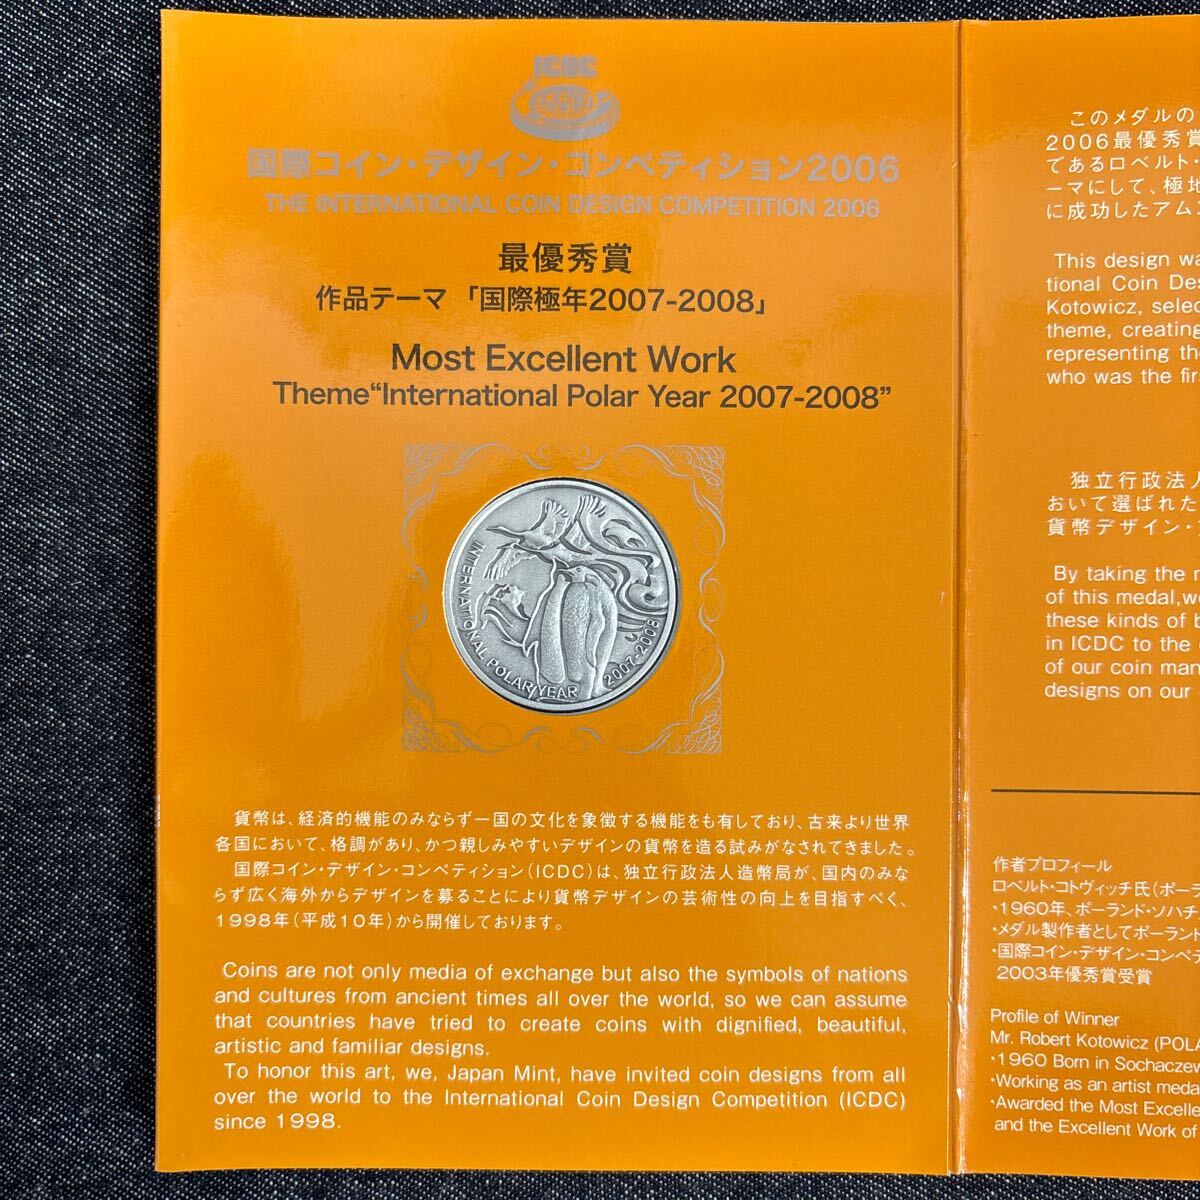 ICDC
国際コイン・デザイン・コンペティション2006
THE INTERNATIONAL COIN DESIGN COMPETITION 2006
最優秀賞
作品テーマ「国際極年2007-2008」
Most Excellent Work
Theme“International Polar Year 2007-2008”
INTERNATIONAL POLAR YEAR 2007-2008
貨幣は、経済的機能のみならず一国の文化を象徴する機能をも有しており、古来より世界
各国において、格調があり、かつ親しみやすいデザインの貨幣を造る試みがなされてきました。
国際コイン・デザイン・コンペティション(ICDC)は、独立行政法人造幣局が、国内のみな
らず広く海外からデザインを募ることにより貨幣デザインの芸術性の向上を目指すべく、
1998年(平成10年)から開催しております。
Coins are not only media of exchange but also the symbols of nations
and cultures from ancient times all over the world, so we can assume
that countries have tried to create coins with dignified, beautiful,
artistic and familiar designs.
To honor this art, we, Japan Mint, have invited coin designs from all
over the world to the International Coin Design Competition (ICDC)
since 1998.
このメダルの
2006最優秀賞
であるロベルト・
ーマにして、極地
に成功したアムン
This design wa
tional Coin Des
Kotowicz, selec
theme, creating
representing the
who was the firs
独立行政法人
おいて選ばれた
貨幣デザイン・
By taking the m
of this medal,we
these kinds of b
in ICDC to the
of our coin man
designs on our
作者プロフィール
ロベルト・コトヴィッチ氏(ポーラ
・1960年、ポーランド・ソハチ
・メダル製作者としてポーランド
・国際コイン・デザイン・コンペテ
2003年優秀賞受賞
Profile of Winner
Mr. Robert Kotowicz (POLA
・1960 Born in Sochaczew
・Working as an artist medal
・Awarded the Most Excelle
and the Excellent Work of